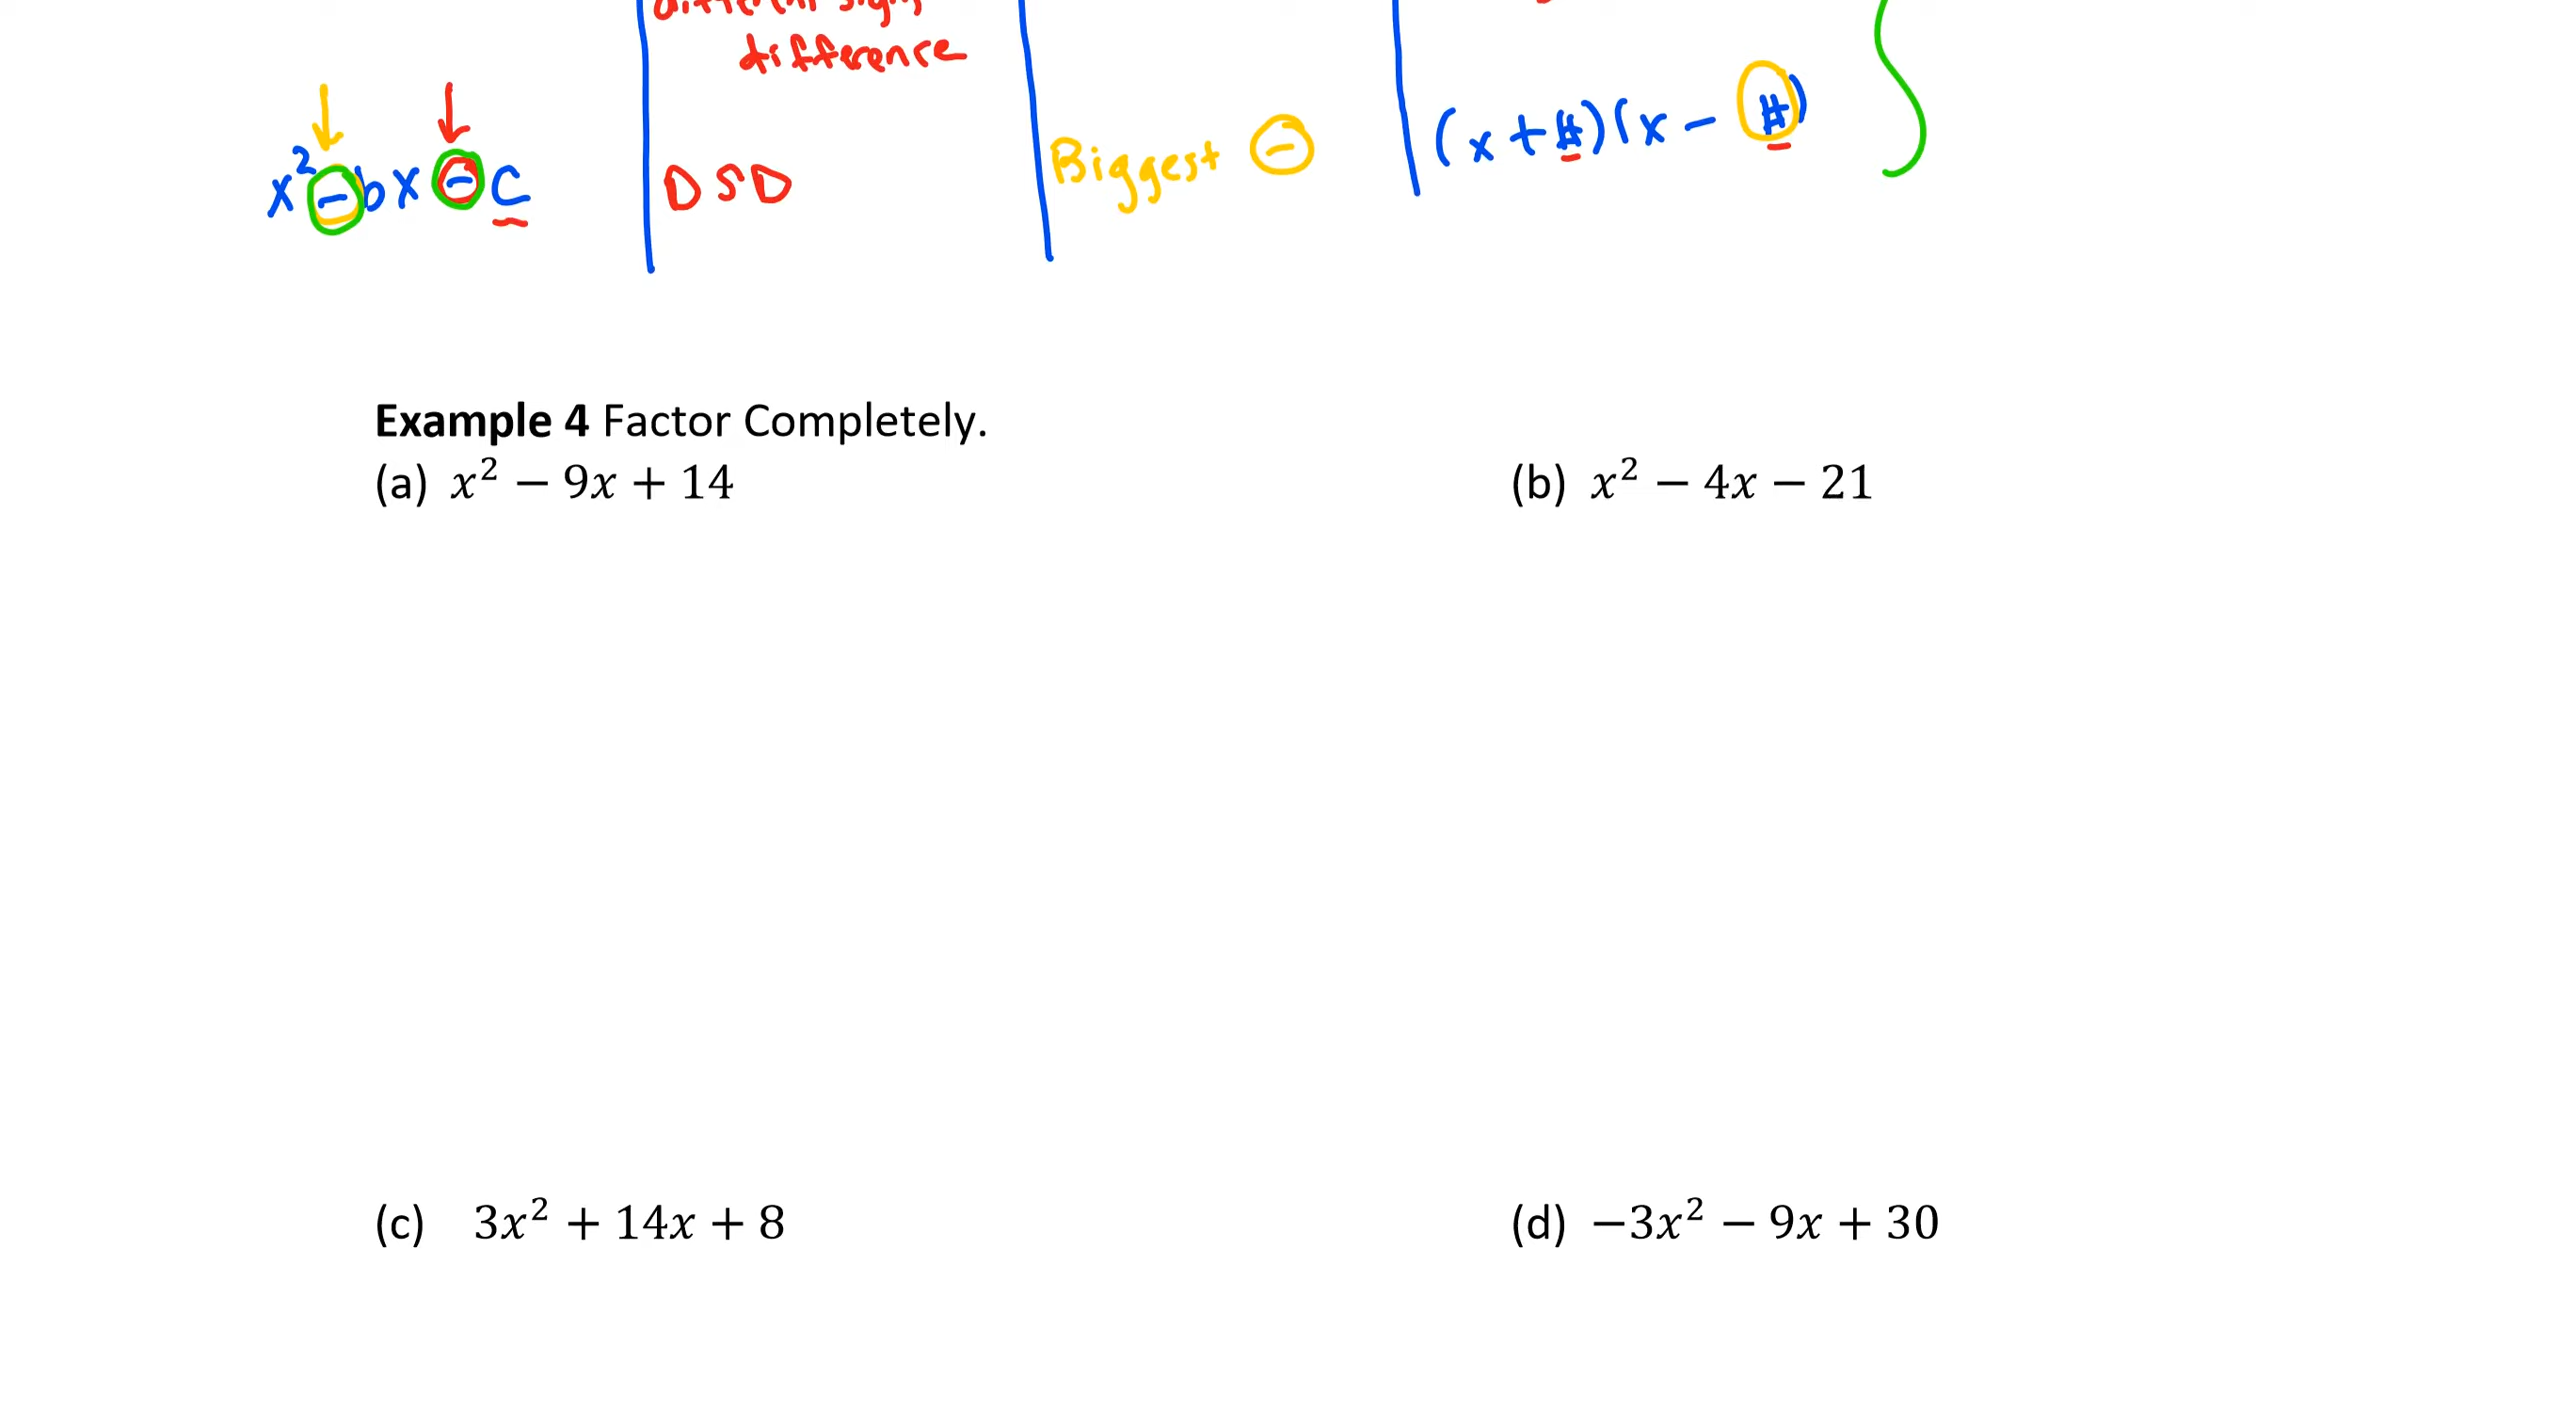 difference
x² - bx - c DSD Biggest - (x + #)(x - #)
Example 4 Factor Completely.
(a) x² − 9x + 14 (b) x² − 4x − 21
(c) 3x² + 14x + 8 (d) −3x² − 9x + 30